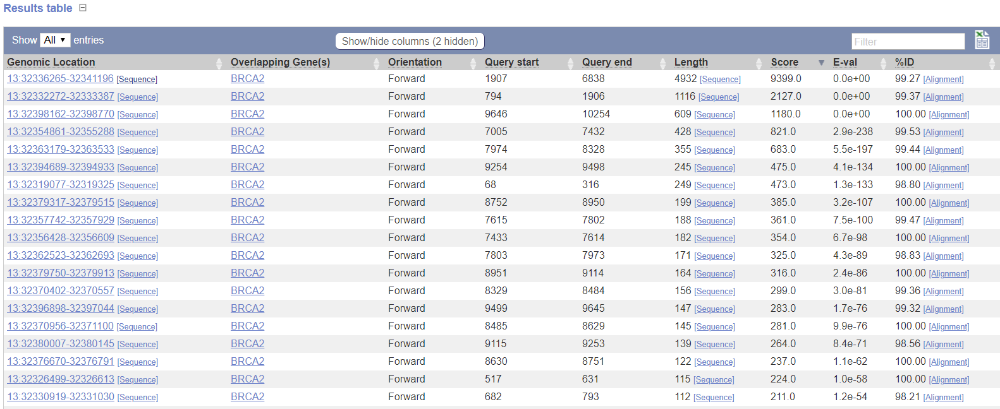 Results table
Show All entries Show/hide columns (2 hidden) Filter
Genomic Location Overlapping Gene(s) Orientation Query start Query end Length Score E-val %ID
13:32336265-32341196 [Sequence] BRCA2 Forward 1907 6838 4932 [Sequence] 9399.0 0.0e+00 99.27 [Alignment]
13:32332272-32333387 [Sequence] BRCA2 Forward 794 1906 1116 [Sequence] 2127.0 0.0e+00 99.37 [Alignment]
13:32398162-32398770 [Sequence] BRCA2 Forward 9646 10254 609 [Sequence] 1180.0 0.0e+00 100.00 [Alignment]
13:32354861-32355288 [Sequence] BRCA2 Forward 7005 7432 428 [Sequence] 821.0 2.9e-238 99.53 [Alignment]
13:32363179-32363533 [Sequence] BRCA2 Forward 7974 8328 355 [Sequence] 683.0 5.5e-197 99.44 [Alignment]
13:32394689-32394933 [Sequence] BRCA2 Forward 9254 9498 245 [Sequence] 475.0 4.1e-134 100.00 [Alignment]
13:32319077-32319325 [Sequence] BRCA2 Forward 68 316 249 [Sequence] 473.0 1.3e-133 98.80 [Alignment]
13:32379317-32379515 [Sequence] BRCA2 Forward 8752 8950 199 [Sequence] 385.0 3.2e-107 100.00 [Alignment]
13:32357742-32357929 [Sequence] BRCA2 Forward 7615 7802 188 [Sequence] 361.0 7.5e-100 99.47 [Alignment]
13:32356428-32356609 [Sequence] BRCA2 Forward 7433 7614 182 [Sequence] 354.0 6.7e-98 100.00 [Alignment]
13:32362523-32362693 [Sequence] BRCA2 Forward 7803 7973 171 [Sequence] 325.0 4.3e-89 98.83 [Alignment]
13:32379750-32379913 [Sequence] BRCA2 Forward 8951 9114 164 [Sequence] 316.0 2.4e-86 100.00 [Alignment]
13:32370402-32370557 [Sequence] BRCA2 Forward 8329 8484 156 [Sequence] 299.0 3.0e-81 99.36 [Alignment]
13:32396898-32397044 [Sequence] BRCA2 Forward 9499 9645 147 [Sequence] 283.0 1.7e-76 99.32 [Alignment]
13:32370956-32371100 [Sequence] BRCA2 Forward 8485 8629 145 [Sequence] 281.0 9.9e-76 100.00 [Alignment]
13:32380007-32380145 [Sequence] BRCA2 Forward 9115 9253 139 [Sequence] 264.0 8.4e-71 98.56 [Alignment]
13:32376670-32376791 [Sequence] BRCA2 Forward 8630 8751 122 [Sequence] 237.0 1.1e-62 100.00 [Alignment]
13:32326499-32326613 [Sequence] BRCA2 Forward 517 631 115 [Sequence] 224.0 1.0e-58 100.00 [Alignment]
13:32330919-32331030 [Sequence] BRCA2 Forward 682 793 112 [Sequence] 211.0 1.2e-54 98.21 [Alignment]